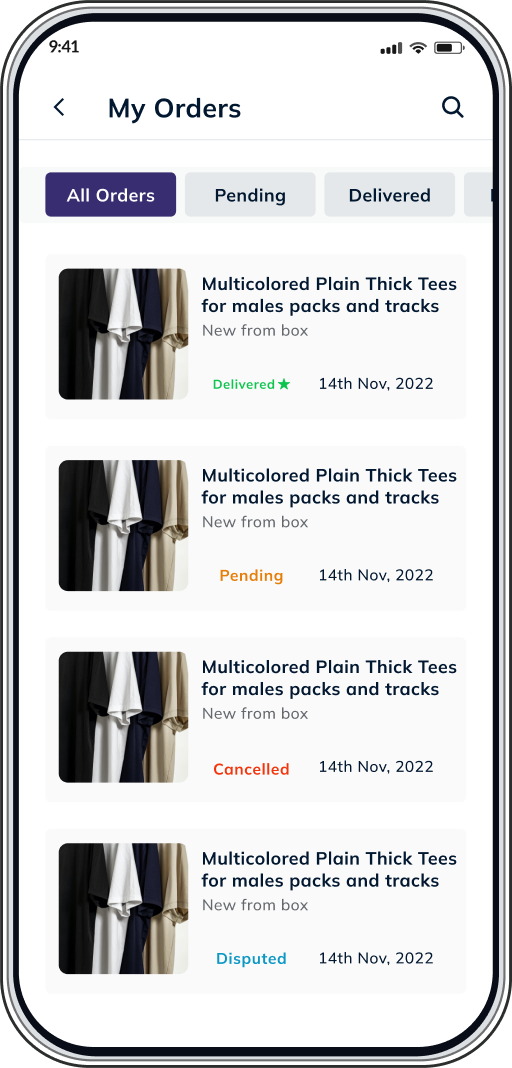 9:41
My Orders
All Orders Pending Delivered
Multicolored Plain Thick Tees
for males packs and tracks
New from box
Delivered★ 14th Nov, 2022
Multicolored Plain Thick Tees
for males packs and tracks
New from box
Pending 14th Nov, 2022
Multicolored Plain Thick Tees
for males packs and tracks
New from box
Cancelled 14th Nov, 2022
Multicolored Plain Thick Tees
for males packs and tracks
New from box
Disputed 14th Nov, 2022